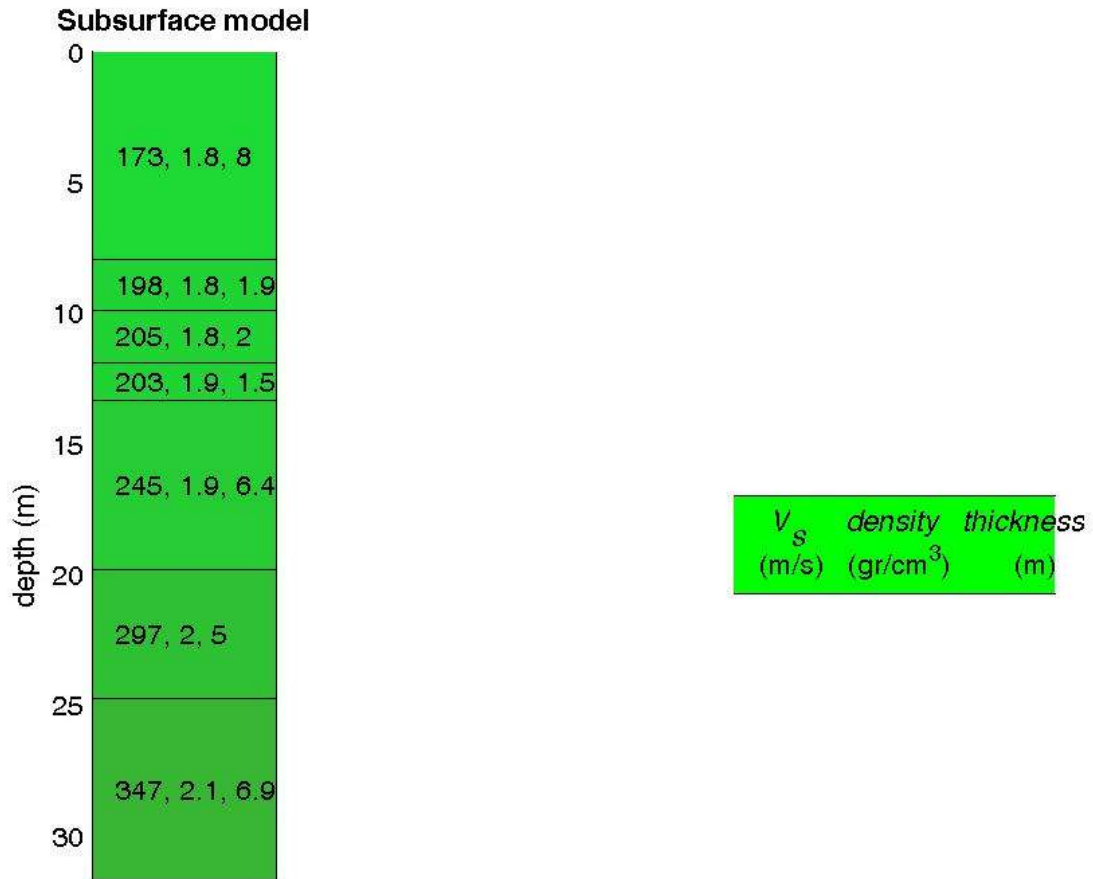 Subsurface model
0
173, 1.8, 8
5
198, 1.8, 1.9
10
205, 1.8, 2
203, 1.9, 1.5
15
245, 1.9, 6.4
depth (m)
V_s density thickness
(m/s) (gr/cm³) (m)
20
297, 2, 5
25
347, 2.1, 6.9
30